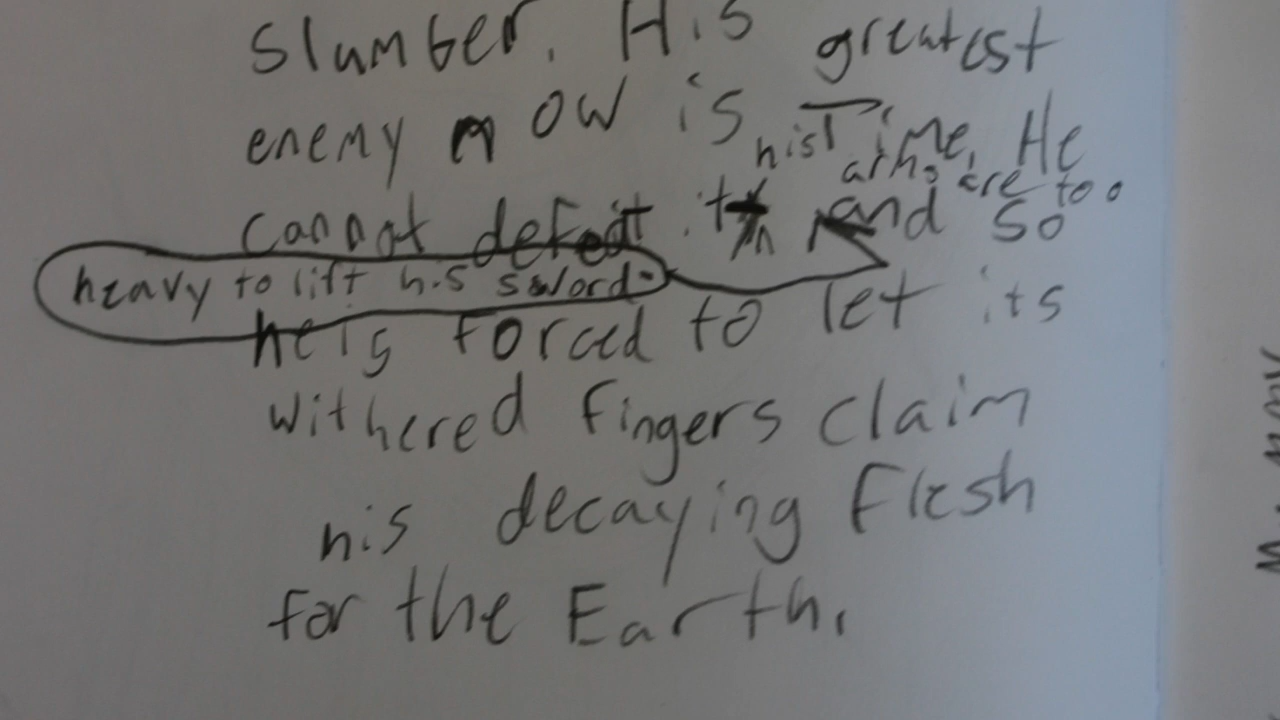 slumber. His greatest
enemy now is Time. He
his arms are too
cannot defeat it and so
heavy to lift his sword.
he is forced to let its
withered fingers claim
his decaying flesh
for the Earth.